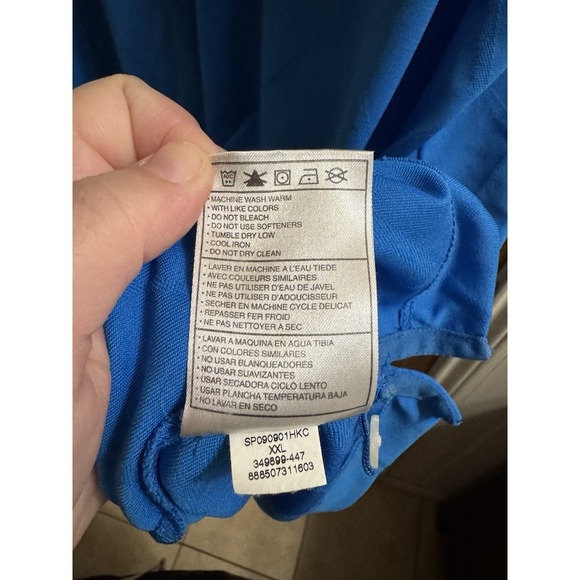 • MACHINE WASH WARM
• WITH LIKE COLORS
• DO NOT BLEACH
• DO NOT USE SOFTENERS
• TUMBLE DRY LOW
• COOL IRON
• DO NOT DRY CLEAN
• LAVER EN MACHINE A L'EAU TIEDE
• AVEC COULEURS SIMILAIRES
• NE PAS UTILISER D'EAU DE JAVEL
• NE PAS UTILISER D'ADOUCISSEUR
• SECHER EN MACHINE CYCLE DELICAT
• REPASSER FER FROID
• NE PAS NETTOYER A SEC
• LAVAR A MAQUINA EN AGUA TIBIA
• CON COLORES SIMILARES
• NO USAR BLANQUEADORES
• NO USAR SUAVIZANTES
• USAR SECADORA CICLO LENTO
• USAR PLANCHA TEMPERATURA BAJA
• NO LAVAR EN SECO
SP090901HKC
XXL
349899-447
888507311603